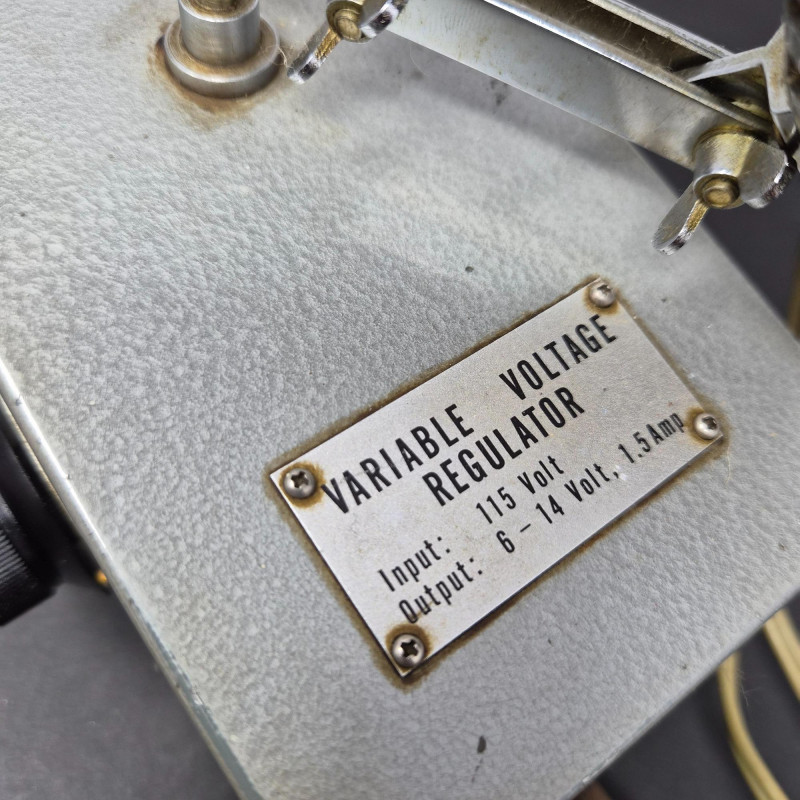 VARIABLE VOLTAGE
REGULATOR
Input: 115 Volt
Output: 6 – 14 Volt, 1.5 Amp